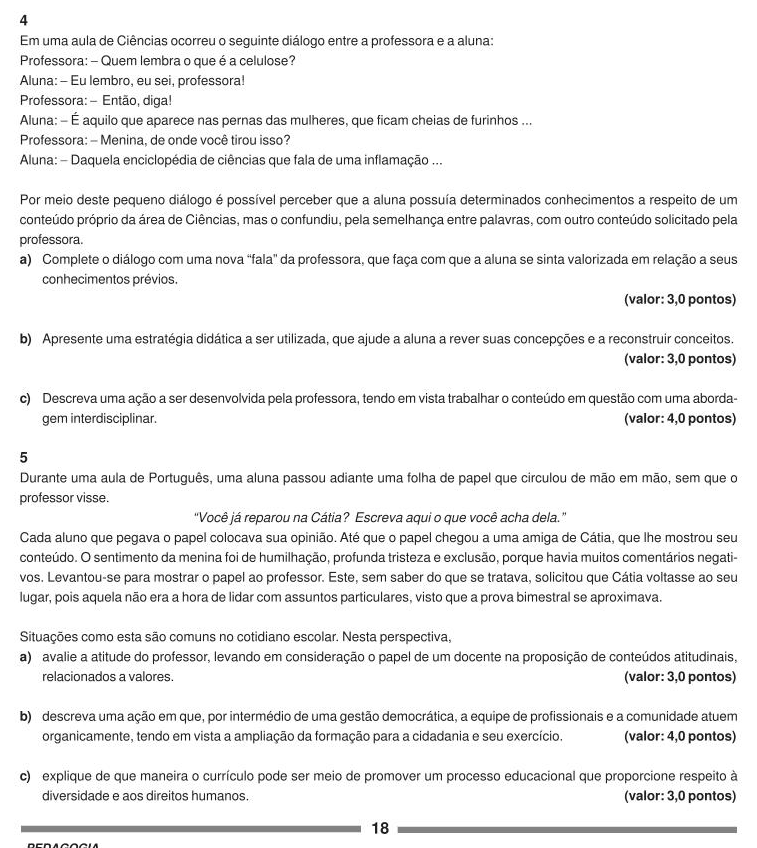 4
Em uma aula de Ciências ocorreu o seguinte diálogo entre a professora e a aluna:
Professora: – Quem lembra o que é a celulose?
Aluna: – Eu lembro, eu sei, professora!
Professora: – Então, diga!
Aluna: – É aquilo que aparece nas pernas das mulheres, que ficam cheias de furinhos ...
Professora: – Menina, de onde você tirou isso?
Aluna: – Daquela enciclopédia de ciências que fala de uma inflamação ...
Por meio deste pequeno diálogo é possível perceber que a aluna possuía determinados conhecimentos a respeito de um
conteúdo próprio da área de Ciências, mas o confundiu, pela semelhança entre palavras, com outro conteúdo solicitado pela
professora.
a) Complete o diálogo com uma nova “fala” da professora, que faça com que a aluna se sinta valorizada em relação a seus
conhecimentos prévios.
(valor: 3,0 pontos)
b) Apresente uma estratégia didática a ser utilizada, que ajude a aluna a rever suas concepções e a reconstruir conceitos.
(valor: 3,0 pontos)
c) Descreva uma ação a ser desenvolvida pela professora, tendo em vista trabalhar o conteúdo em questão com uma aborda-
gem interdisciplinar. (valor: 4,0 pontos)
5
Durante uma aula de Português, uma aluna passou adiante uma folha de papel que circulou de mão em mão, sem que o
professor visse.
“Você já reparou na Cátia? Escreva aqui o que você acha dela.”
Cada aluno que pegava o papel colocava sua opinião. Até que o papel chegou a uma amiga de Cátia, que lhe mostrou seu
conteúdo. O sentimento da menina foi de humilhação, profunda tristeza e exclusão, porque havia muitos comentários negati-
vos. Levantou-se para mostrar o papel ao professor. Este, sem saber do que se tratava, solicitou que Cátia voltasse ao seu
lugar, pois aquela não era a hora de lidar com assuntos particulares, visto que a prova bimestral se aproximava.
Situações como esta são comuns no cotidiano escolar. Nesta perspectiva,
a) avalie a atitude do professor, levando em consideração o papel de um docente na proposição de conteúdos atitudinais,
relacionados a valores. (valor: 3,0 pontos)
b) descreva uma ação em que, por intermédio de uma gestão democrática, a equipe de profissionais e a comunidade atuem
organicamente, tendo em vista a ampliação da formação para a cidadania e seu exercício. (valor: 4,0 pontos)
c) explique de que maneira o currículo pode ser meio de promover um processo educacional que proporcione respeito à
diversidade e aos direitos humanos. (valor: 3,0 pontos)
18
PEDAGOGIA